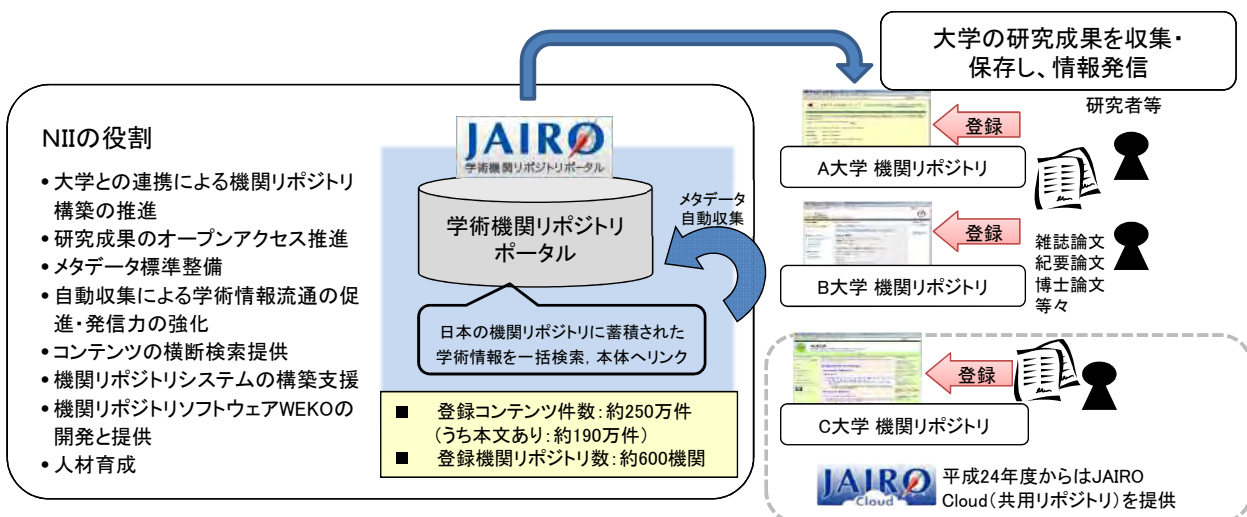 大学の研究成果を収集・
保存し、情報発信
NIIの役割
•大学との連携による機関リポジトリ
構築の推進
•研究成果のオープンアクセス推進
•メタデータ標準整備
•自動収集による学術情報流通の促
進・発信力の強化
•コンテンツの横断検索提供
•機関リポジトリシステムの構築支援
•機関リポジトリソフトウェアWEKOの
開発と提供
•人材育成
JAIRO
学術機関リポジトリポータル
学術機関リポジトリ
ポータル
メタデータ
自動収集
日本の機関リポジトリに蓄積された
学術情報を一括検索，本体へリンク
■ 登録コンテンツ件数：約250万件
（うち本文あり：約190万件）
■ 登録機関リポジトリ数：約600機関
研究者等
登録
A大学 機関リポジトリ
登録
B大学 機関リポジトリ
雑誌論文
紀要論文
博士論文
等々
登録
C大学 機関リポジトリ
JAIRO
Cloud
平成24年度からはJAIRO
Cloud（共用リポジトリ）を提供